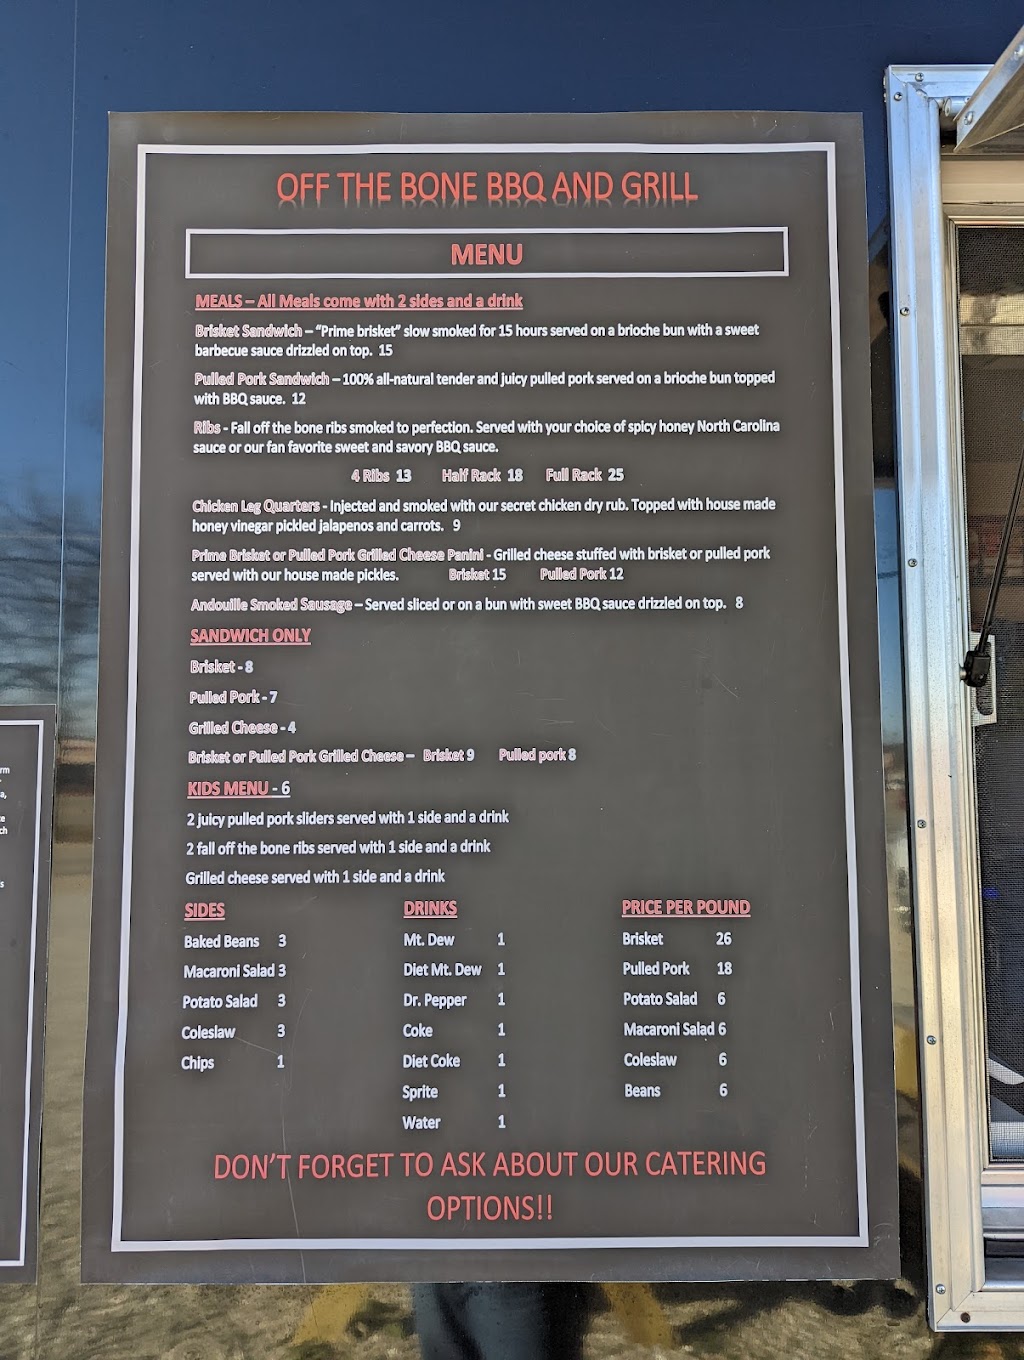 OFF THE BONE BBQ AND GRILL
MENU
MEALS – All Meals come with 2 sides and a drink
Brisket Sandwich – “Prime brisket” slow smoked for 15 hours served on a brioche bun with a sweet
barbecue sauce drizzled on top. 15
Pulled Pork Sandwich – 100% all-natural tender and juicy pulled pork served on a brioche bun topped
with BBQ sauce. 12
Ribs - Fall off the bone ribs smoked to perfection. Served with your choice of spicy honey North Carolina
sauce or our fan favorite sweet and savory BBQ sauce.
4 Ribs 13 Half Rack 18 Full Rack 25
Chicken Leg Quarters - Injected and smoked with our secret chicken dry rub. Topped with house made
honey vinegar pickled jalapenos and carrots. 9
Prime Brisket or Pulled Pork Grilled Cheese Panini - Grilled cheese stuffed with brisket or pulled pork
served with our house made pickles. Brisket 15 Pulled Pork 12
Andouille Smoked Sausage – Served sliced or on a bun with sweet BBQ sauce drizzled on top. 8
SANDWICH ONLY
Brisket - 8
Pulled Pork - 7
Grilled Cheese - 4
Brisket or Pulled Pork Grilled Cheese – Brisket 9 Pulled pork 8
KIDS MENU - 6
2 juicy pulled pork sliders served with 1 side and a drink
2 fall off the bone ribs served with 1 side and a drink
Grilled cheese served with 1 side and a drink
SIDES
Baked Beans 3
Macaroni Salad 3
Potato Salad 3
Coleslaw 3
Chips 1
DRINKS
Mt. Dew 1
Diet Mt. Dew 1
Dr. Pepper 1
Coke 1
Diet Coke 1
Sprite 1
Water 1
PRICE PER POUND
Brisket 26
Pulled Pork 18
Potato Salad 6
Macaroni Salad 6
Coleslaw 6
Beans 6
DON’T FORGET TO ASK ABOUT OUR CATERING
OPTIONS!!